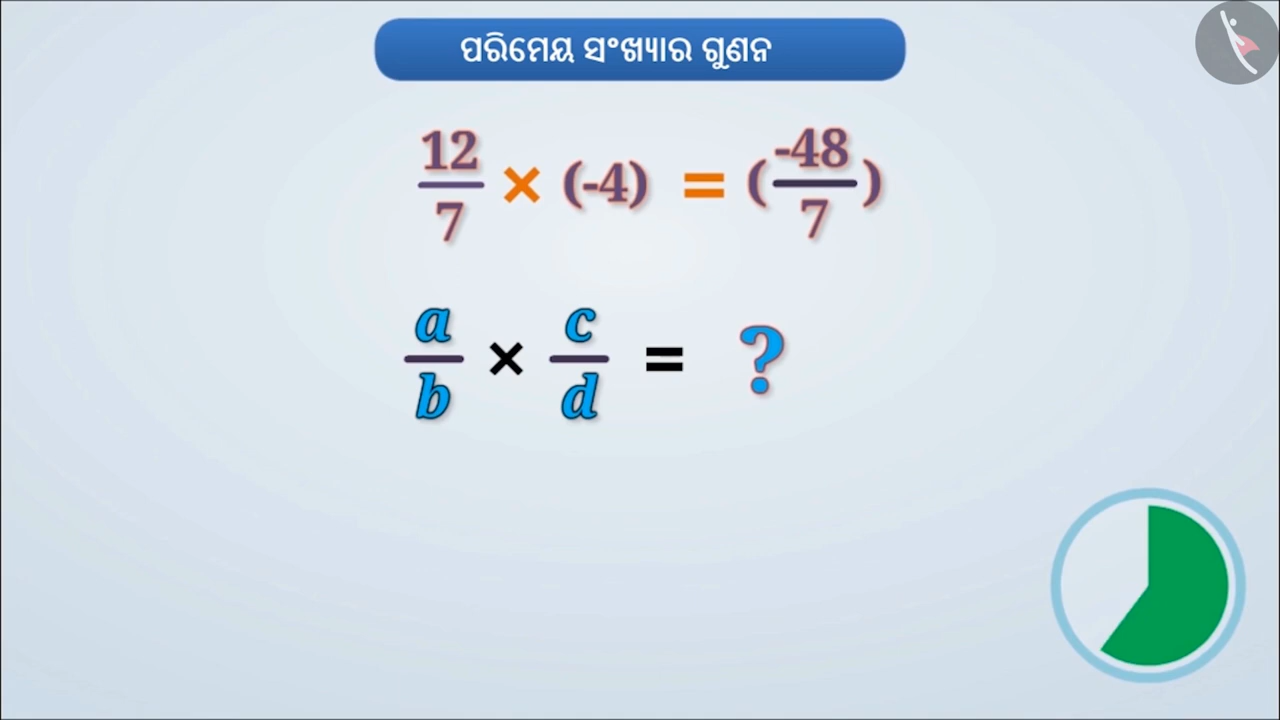 ପରିମେୟ ସଂଖ୍ୟାର ଗୁଣନ
12/7 × (-4) = (-48/7)
a/b × c/d = ?